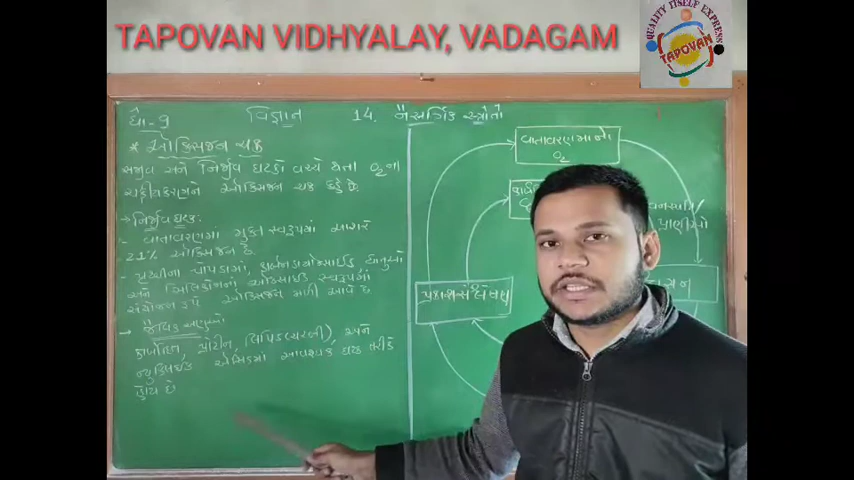 TAPOVAN VIDHYALAY, VADAGAM
QUALITY ITSELF EXPRESS
TAPOVAN
ધો-9
વિજ્ઞાન
14. નૈસર્ગિક સ્ત્રોતો
* ઓક્સિજન ચક્ર
સજીવ અને નિર્જીવ ઘટકો વચ્ચે થતા O₂ના
ચક્રીયકરણને ઓક્સિજન ચક્ર કહે છે
→ નિર્જીવ ઘટક:
- વાતાવરણમાં મુક્ત સ્વરૂપમાં આશરે
21% ઓક્સિજન છે
- પૃથ્વીના પોપડામાં, કાર્બન ડાયોક્સાઈડ ધાતુઓ
અને સિલિકોનનાં ઓક્સાઈડ સ્વરૂપમાં
સંયોજન રૂપે ઓક્સિજન મળી આવે છે
→ જૈવિક અણુઓ
કાર્બોદિત, પ્રોટીન, લિપિડ (ચરબી), અને
ન્યુક્લિઈક એસિડમાં આવશ્યક ઘટક તરીકે
હોય છે
વાતાવરણમાંનો
O₂
પ્રકાશસંશ્લેષણ
પ્રાણીઓ